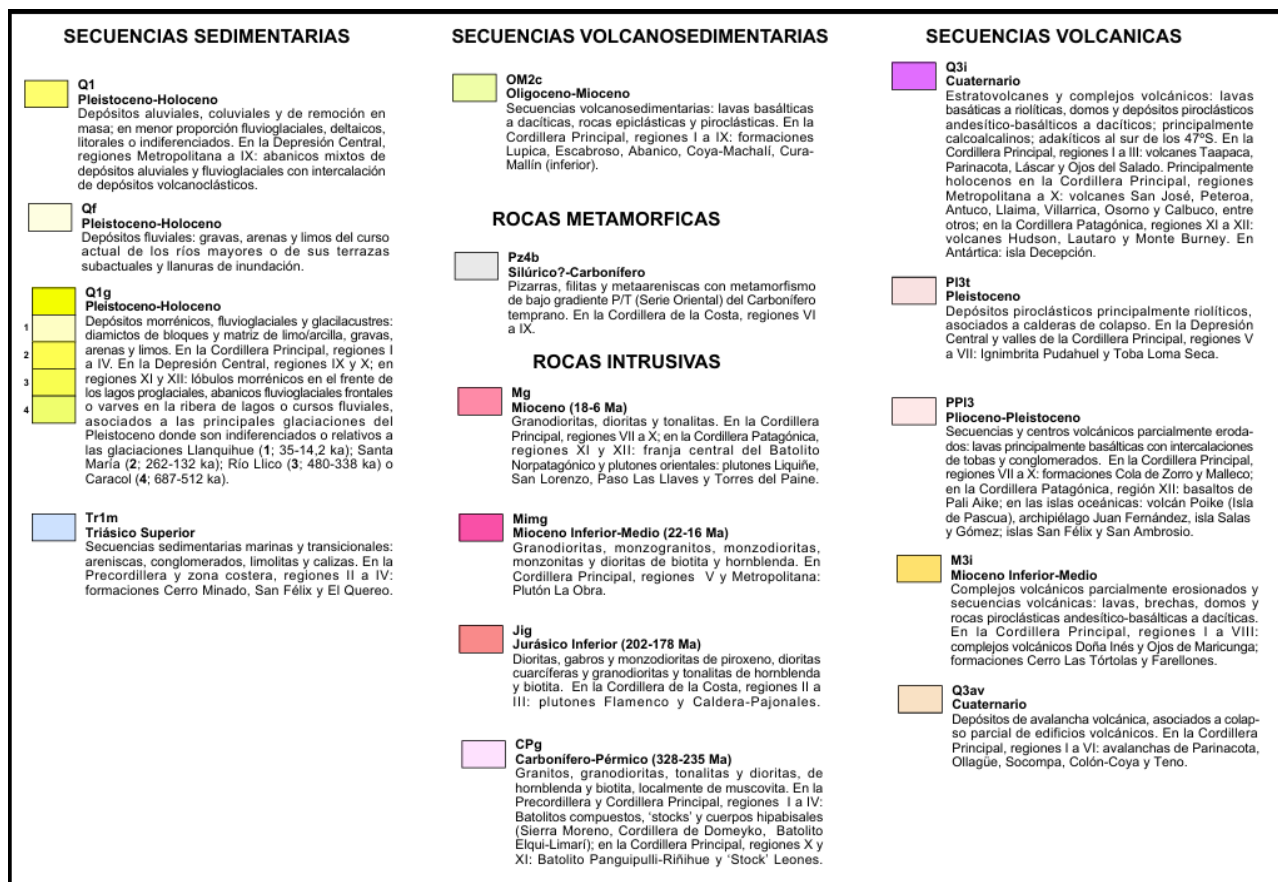 SECUENCIAS SEDIMENTARIAS
Q1
Pleistoceno-Holoceno
Depósitos aluviales, coluviales y de remoción en
masa; en menor proporción fluvioglaciales, deltaicos,
litorales o indiferenciados. En la Depresión Central,
regiones Metropolitana a IX: abanicos mixtos de
depósitos aluviales y fluvioglaciales con intercalación
de depósitos volcanoclásticos.
Qf
Pleistoceno-Holoceno
Depósitos fluviales: gravas, arenas y limos del curso
actual de los ríos mayores o de sus terrazas
subactuales y llanuras de inundación.
Q1g
Pleistoceno-Holoceno
Depósitos morrénicos, fluvioglaciales y glacilacustres:
diamictos de bloques y matriz de limo/arcilla, gravas,
arenas y limos. En la Cordillera Principal, regiones I
a IV. En la Depresión Central, regiones IX y X; en
regiones XI y XII: lóbulos morrénicos en el frente de
los lagos proglaciales, abanicos fluvioglaciales frontales
o varves en la ribera de lagos o cursos fluviales,
asociados a las principales glaciaciones del
Pleistoceno donde son indiferenciados o relativos a
las glaciaciones Llanquihue (1; 35-14,2 ka); Santa
María (2; 262-132 ka); Río Llico (3; 480-338 ka) o
Caracol (4; 687-512 ka).
1
2
3
4
Tr1m
Triásico Superior
Secuencias sedimentarias marinas y transicionales:
areniscas, conglomerados, limolitas y calizas. En la
Precordillera y zona costera, regiones II a IV:
formaciones Cerro Minado, San Félix y El Quereo.
SECUENCIAS VOLCANOSEDIMENTARIAS
OM2c
Oligoceno-Mioceno
Secuencias volcanosedimentarias: lavas basálticas
a dacíticas, rocas epiclásticas y piroclásticas. En la
Cordillera Principal, regiones I a IX: formaciones
Lupica, Escabroso, Abanico, Coya-Machalí, Cura-
Mallín (inferior).
ROCAS METAMORFICAS
Pz4b
Silúrico?-Carbonífero
Pizarras, filitas y metaareniscas con metamorfismo
de bajo gradiente P/T (Serie Oriental) del Carbonífero
temprano. En la Cordillera de la Costa, regiones VI
a IX.
ROCAS INTRUSIVAS
Mg
Mioceno (18-6 Ma)
Granodioritas, dioritas y tonalitas. En la Cordillera
Principal, regiones VII a X; en la Cordillera Patagónica,
regiones XI y XII: franja central del Batolito
Norpatagónico y plutones orientales: plutones Liquiñe,
San Lorenzo, Paso Las Llaves y Torres del Paine.
Mimg
Mioceno Inferior-Medio (22-16 Ma)
Granodioritas, monzogranitos, monzodioritas,
monzonitas y dioritas de biotita y hornblenda. En
Cordillera Principal, regiones V y Metropolitana:
Plutón La Obra.
Jig
Jurásico Inferior (202-178 Ma)
Dioritas, gabros y monzodioritas de piroxeno, dioritas
cuarcíferas y granodioritas y tonalitas de hornblenda
y biotita. En la Cordillera de la Costa, regiones II a
III: plutones Flamenco y Caldera-Pajonales.
CPg
Carbonífero-Pérmico (328-235 Ma)
Granitos, granodioritas, tonalitas y dioritas, de
hornblenda y biotita, localmente de muscovita. En la
Precordillera y Cordillera Principal, regiones I a IV:
Batolitos compuestos, 'stocks' y cuerpos hipabisales
(Sierra Moreno, Cordillera de Domeyko, Batolito
Elqui-Limarí); en la Cordillera Principal, regiones X y
XI: Batolito Panguipulli-Riñihue y 'Stock' Leones.
SECUENCIAS VOLCANICAS
Q3i
Cuaternario
Estratovolcanes y complejos volcánicos: lavas
basáticas a riolíticas, domos y depósitos piroclásticos
andesítico-basálticos a dacíticos; principalmente
calcoalcalinos; adakíticos al sur de los 47ºS. En la
Cordillera Principal, regiones I a III: volcanes Taapaca,
Parinacota, Láscar y Ojos del Salado. Principalmente
holocenos en la Cordillera Principal, regiones
Metropolitana a X: volcanes San José, Peteroa,
Antuco, Llaima, Villarrica, Osorno y Calbuco, entre
otros; en la Cordillera Patagónica, regiones XI a XII:
volcanes Hudson, Lautaro y Monte Burney. En
Antártica: isla Decepción.
Pl3t
Pleistoceno
Depósitos piroclásticos principalmente riolíticos,
asociados a calderas de colapso. En la Depresión
Central y valles de la Cordillera Principal, regiones V
a VII: Ignimbrita Pudahuel y Toba Loma Seca.
PPl3
Plioceno-Pleistoceno
Secuencias y centros volcánicos parcialmente eroda-
dos: lavas principalmente basálticas con intercalaciones
de tobas y conglomerados. En la Cordillera Principal,
regiones VII a X: formaciones Cola de Zorro y Malleco;
en la Cordillera Patagónica, región XII: basaltos de
Pali Aike; en las islas oceánicas: volcán Poike (Isla
de Pascua), archipiélago Juan Fernández, isla Salas
y Gómez; islas San Félix y San Ambrosio.
M3i
Mioceno Inferior-Medio
Complejos volcánicos parcialmente erosionados y
secuencias volcánicas: lavas, brechas, domos y
rocas piroclásticas andesítico-basálticas a dacíticas.
En la Cordillera Principal, regiones I a VIII:
complejos volcánicos Doña Inés y Ojos de Maricunga;
formaciones Cerro Las Tórtolas y Farellones.
Q3av
Cuaternario
Depósitos de avalancha volcánica, asociados a colap-
so parcial de edificios volcánicos. En la Cordillera
Principal, regiones I a VI: avalanchas de Parinacota,
Ollagüe, Socompa, Colón-Coya y Teno.